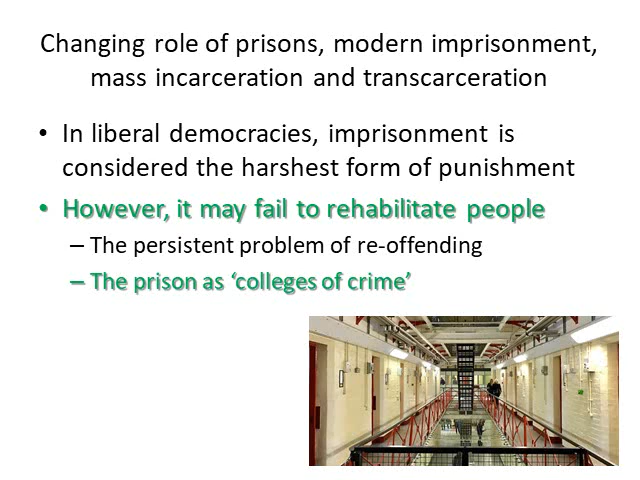 Changing role of prisons, modern imprisonment,
mass incarceration and transcarceration
• In liberal democracies, imprisonment is
considered the harshest form of punishment
• However, it may fail to rehabilitate people
– The persistent problem of re-offending
– The prison as ‘colleges of crime’